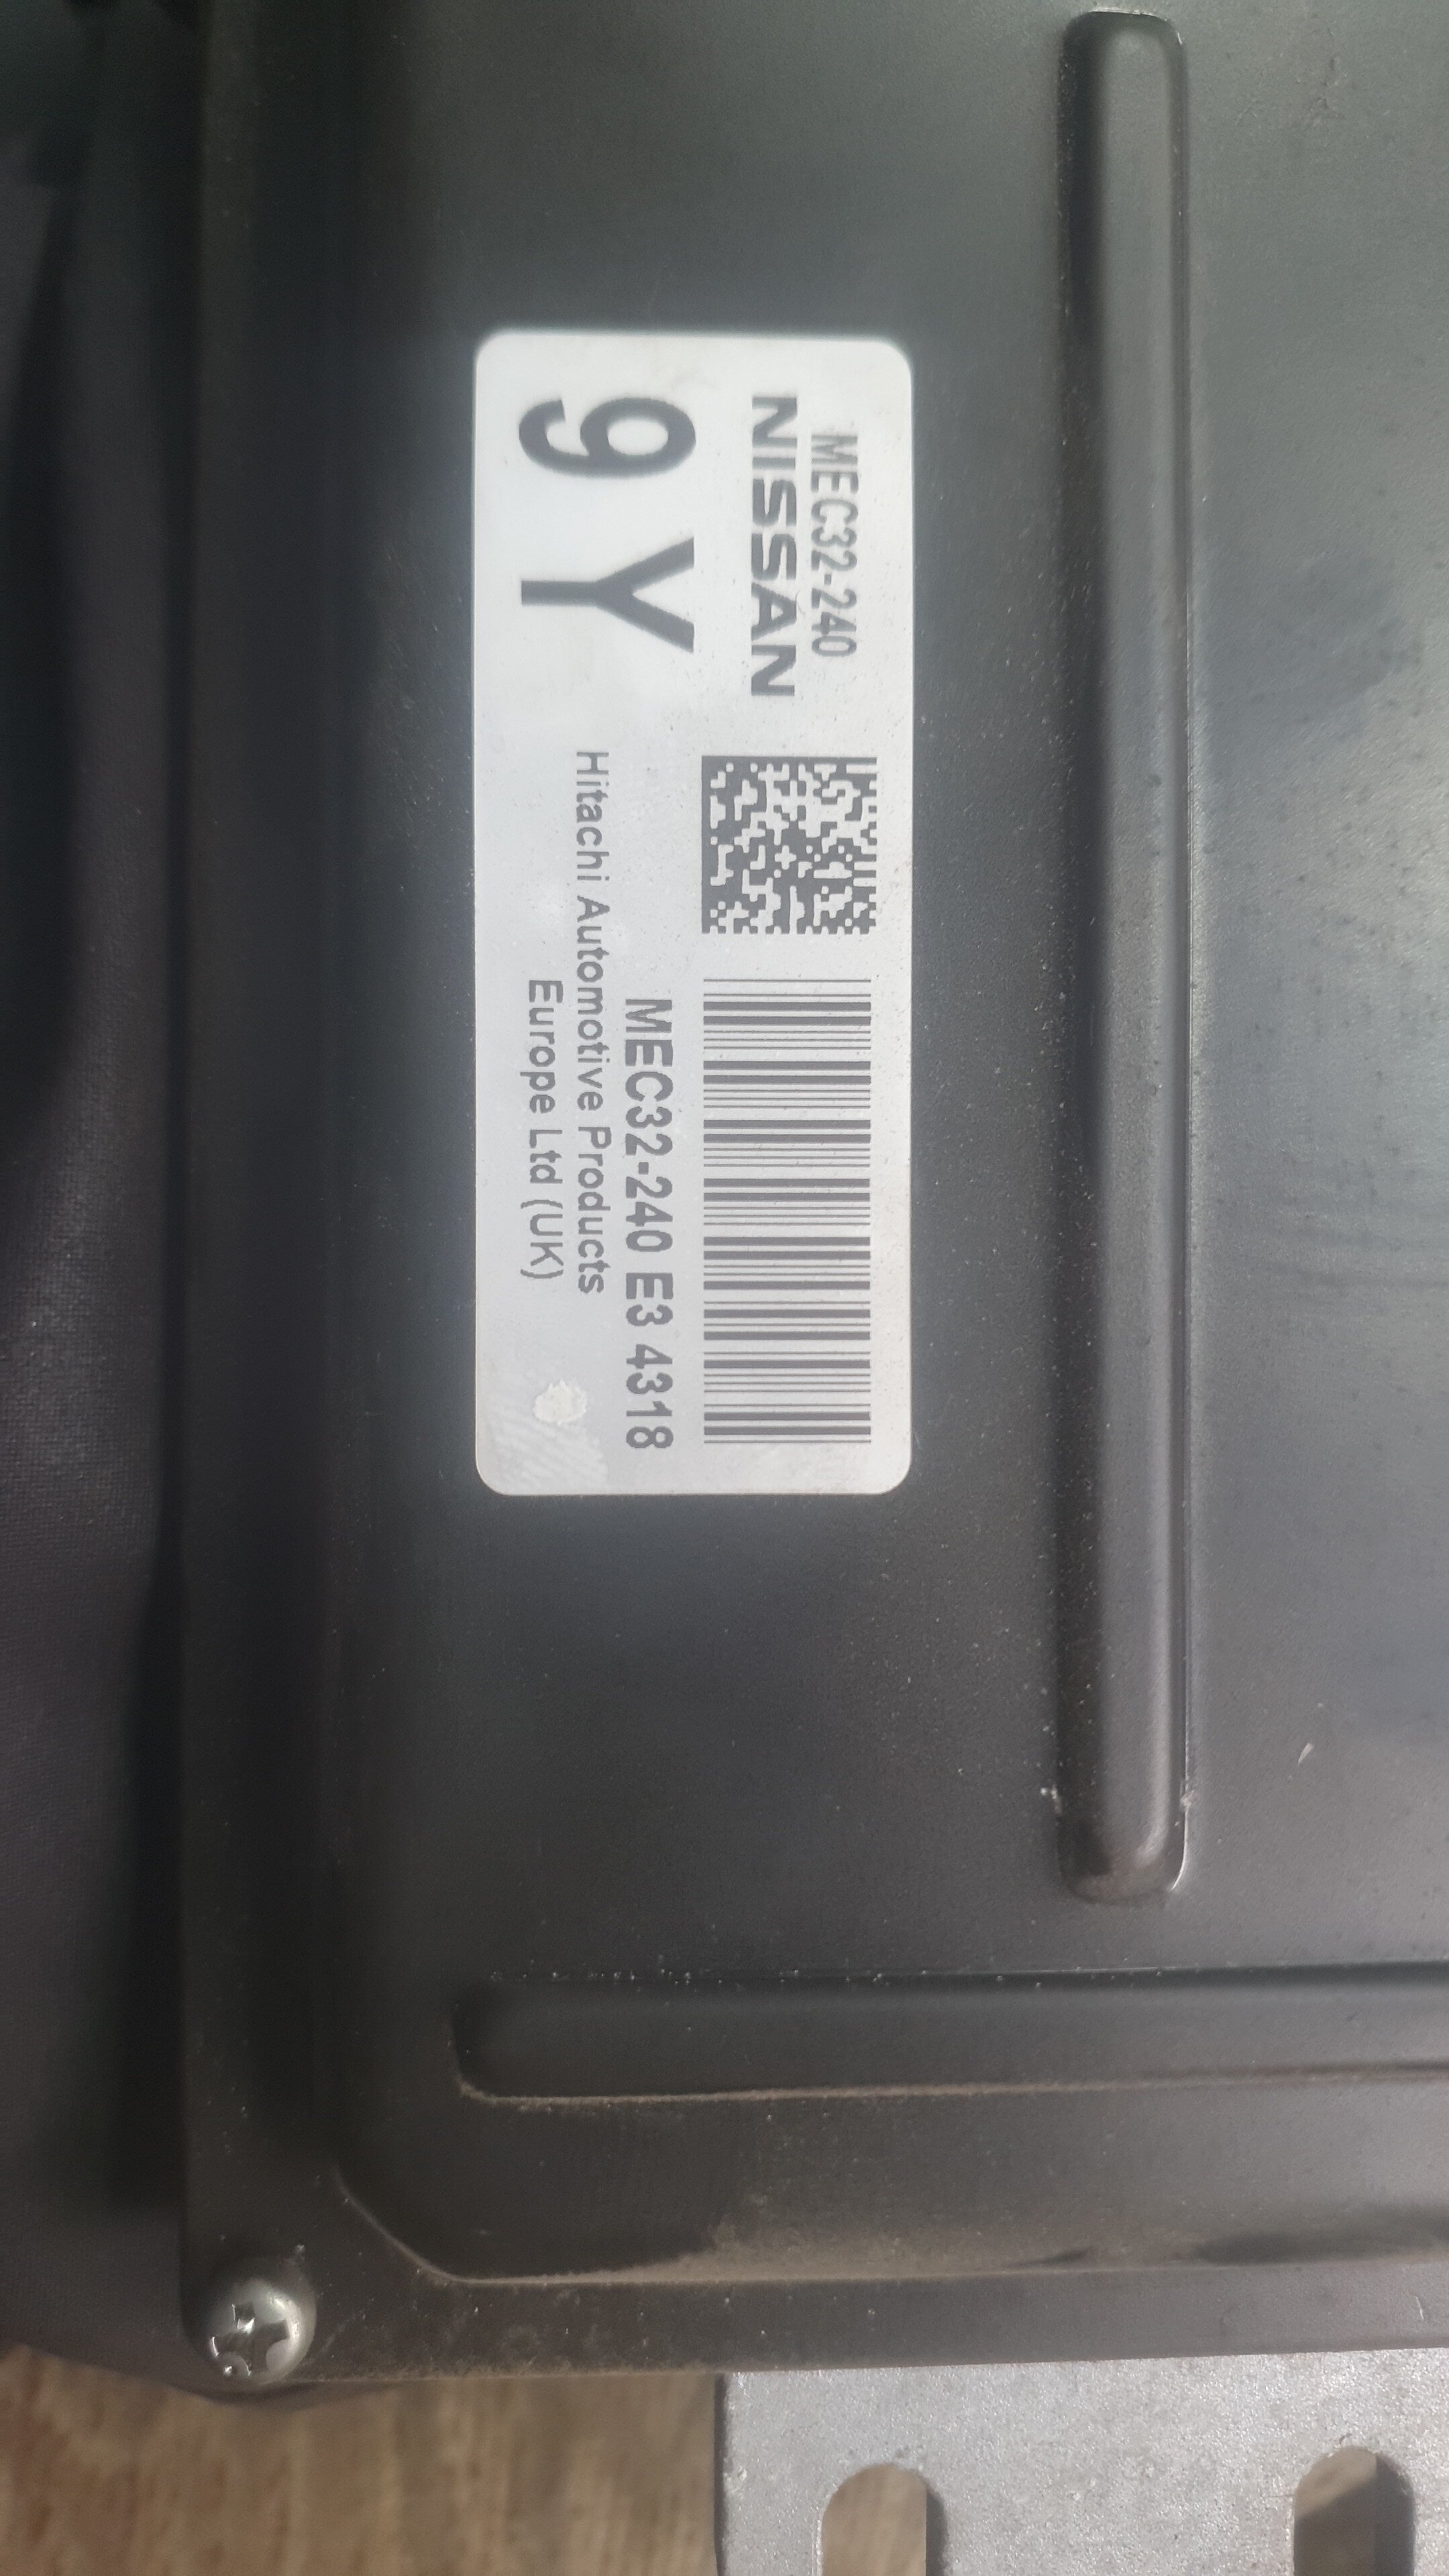 MEC32-240
NISSAN
9 Y
MEC32-240 E3 4318
Hitachi Automotive Products
Europe Ltd (UK)